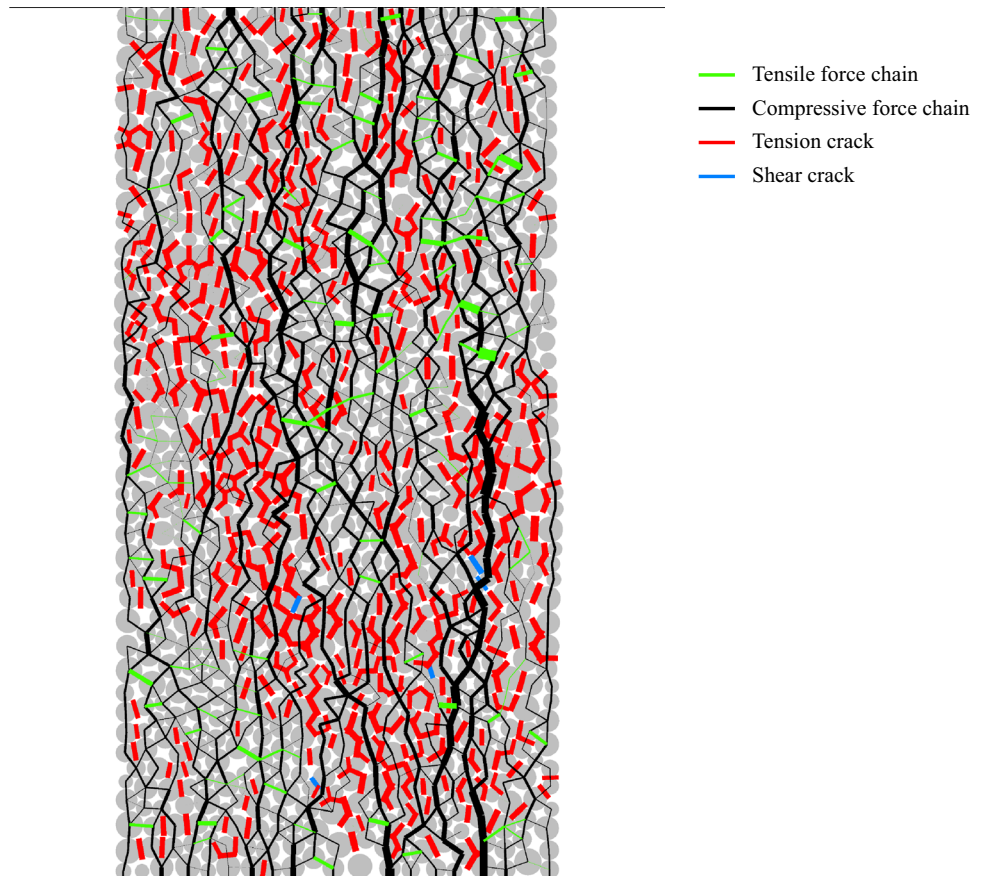 Tensile force chain
Compressive force chain
Tension crack
Shear crack